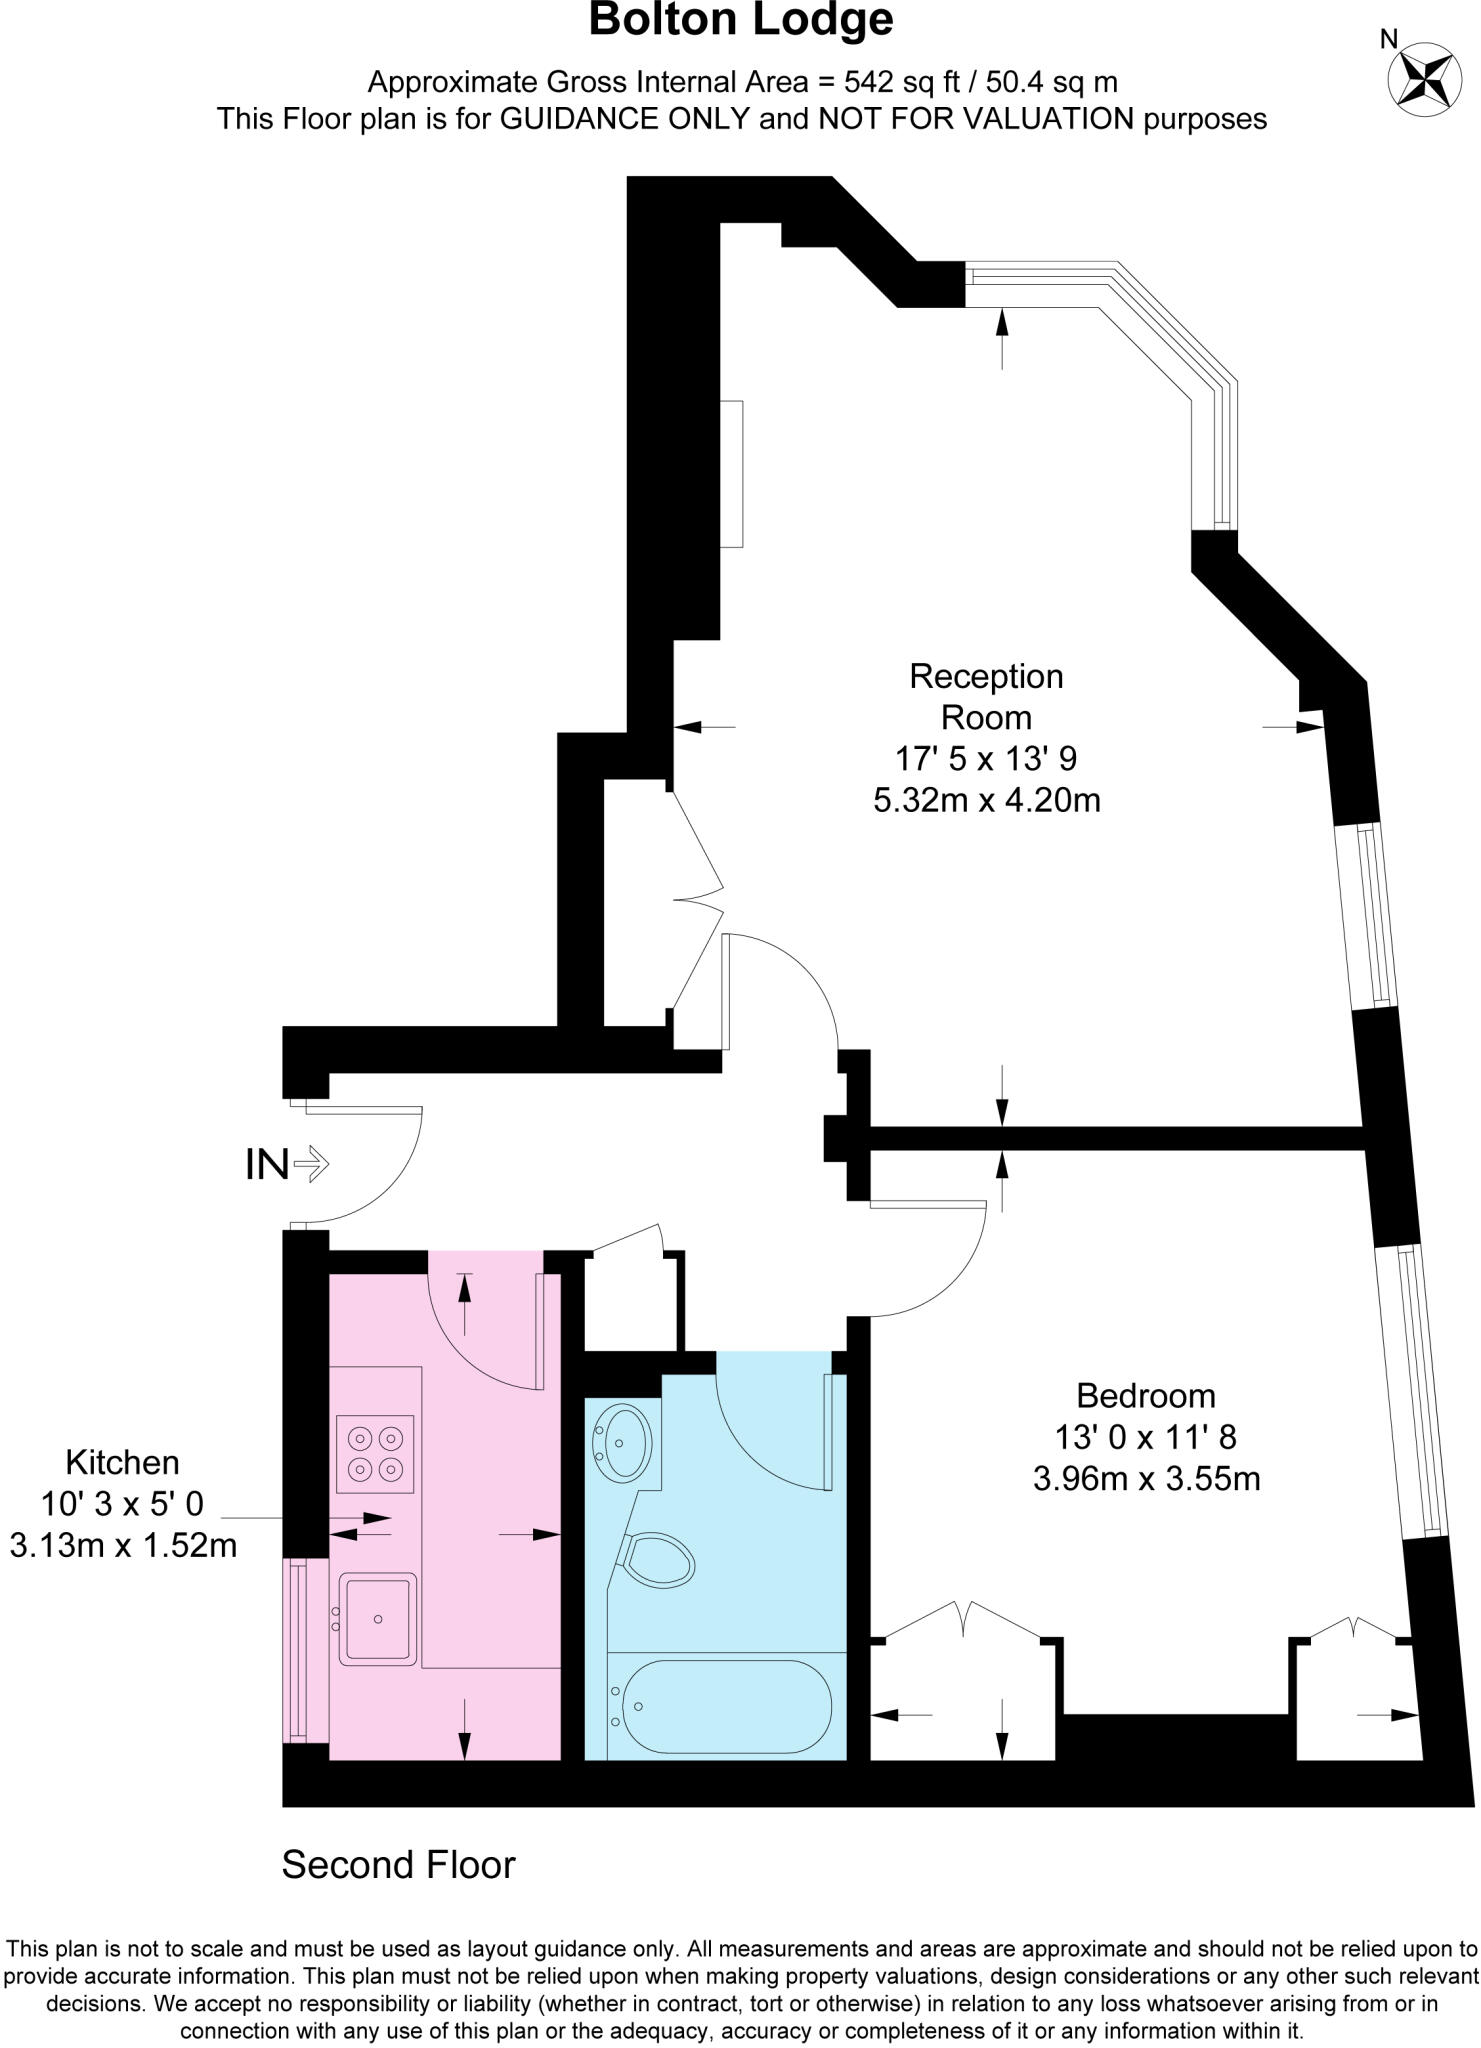 Bolton Lodge
Approximate Gross Internal Area = 542 sq ft / 50.4 sq m
This Floor plan is for GUIDANCE ONLY and NOT FOR VALUATION purposes
N
Reception
Room
17' 5 x 13' 9
5.32m x 4.20m
IN
Bedroom
13' 0 x 11' 8
3.96m x 3.55m
Kitchen
10' 3 x 5' 0
3.13m x 1.52m
Second Floor
This plan is not to scale and must be used as layout guidance only. All measurements and areas are approximate and should not be relied upon to
provide accurate information. This plan must not be relied upon when making property valuations, design considerations or any other such relevant
decisions. We accept no responsibility or liability (whether in contract, tort or otherwise) in relation to any loss whatsoever arising from or in
connection with any use of this plan or the adequacy, accuracy or completeness of it or any information within it.